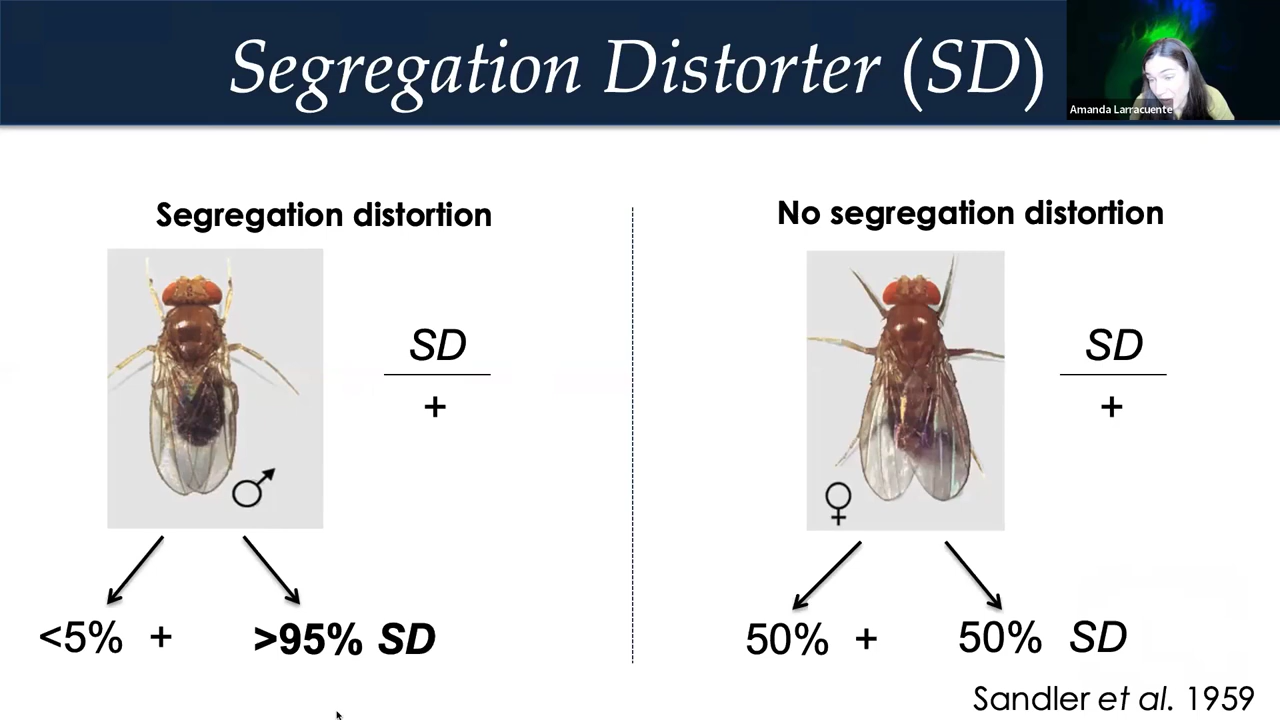 Segregation Distorter (SD)
Amanda Larracuente
Segregation distortion
SD
+
♂
<5% +
>95% SD
No segregation distortion
SD
+
♀
50% +
50% SD
Sandler et al. 1959